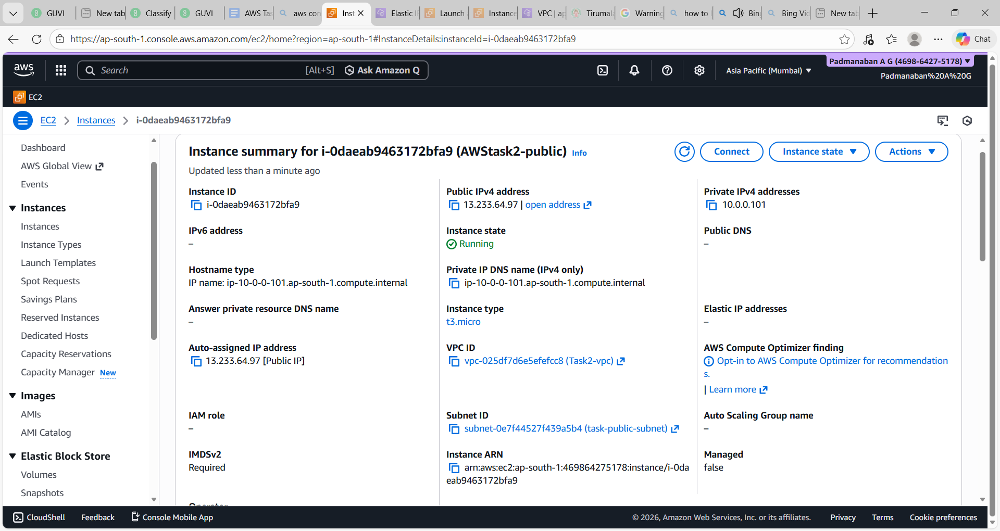 GUVI
New tab
Classify
GUVI
AWS Tas
aws con
Inst
Elastic IP
Launch
Instance
VPC | ap
Tirumala
Warning
how to l
Bing
Bing Vid
New tab
https://ap-south-1.console.aws.amazon.com/ec2/home?region=ap-south-1#InstanceDetails:instanceId=i-0daeab9463172bfa9
Chat
aws
Search [Alt+S] Ask Amazon Q
Asia Pacific (Mumbai)
Padmanaban A G (4698-6427-5178)
Padmanaban%20A%20G
EC2
EC2 Instances i-0daeab9463172bfa9
Dashboard
AWS Global View
Events
Instances
Instances
Instance Types
Launch Templates
Spot Requests
Savings Plans
Reserved Instances
Dedicated Hosts
Capacity Reservations
Capacity Manager New
Images
AMIs
AMI Catalog
Elastic Block Store
Volumes
Snapshots
Instance summary for i-0daeab9463172bfa9 (AWStask2-public) Info
Connect
Instance state
Actions
Updated less than a minute ago
Instance ID
i-0daeab9463172bfa9
Public IPv4 address
13.233.64.97 | open address
Private IPv4 addresses
10.0.0.101
IPv6 address
–
Instance state
Running
Public DNS
–
Hostname type
IP name: ip-10-0-0-101.ap-south-1.compute.internal
Private IP DNS name (IPv4 only)
ip-10-0-0-101.ap-south-1.compute.internal
Answer private resource DNS name
–
Instance type
t3.micro
Elastic IP addresses
–
Auto-assigned IP address
13.233.64.97 [Public IP]
VPC ID
vpc-025df7d6e5efefcc8 (Task2-vpc)
AWS Compute Optimizer finding
Opt-in to AWS Compute Optimizer for recommendation
s.
| Learn more
IAM role
–
Subnet ID
subnet-0e7f44527f439a5b4 (task-public-subnet)
Auto Scaling Group name
–
IMDSv2
Required
Instance ARN
arn:aws:ec2:ap-south-1:469864275178:instance/i-0da
eab9463172bfa9
Managed
false
Operator
CloudShell
Feedback
Console Mobile App
© 2026, Amazon Web Services, Inc. or its affiliates.
Privacy
Terms
Cookie preferences